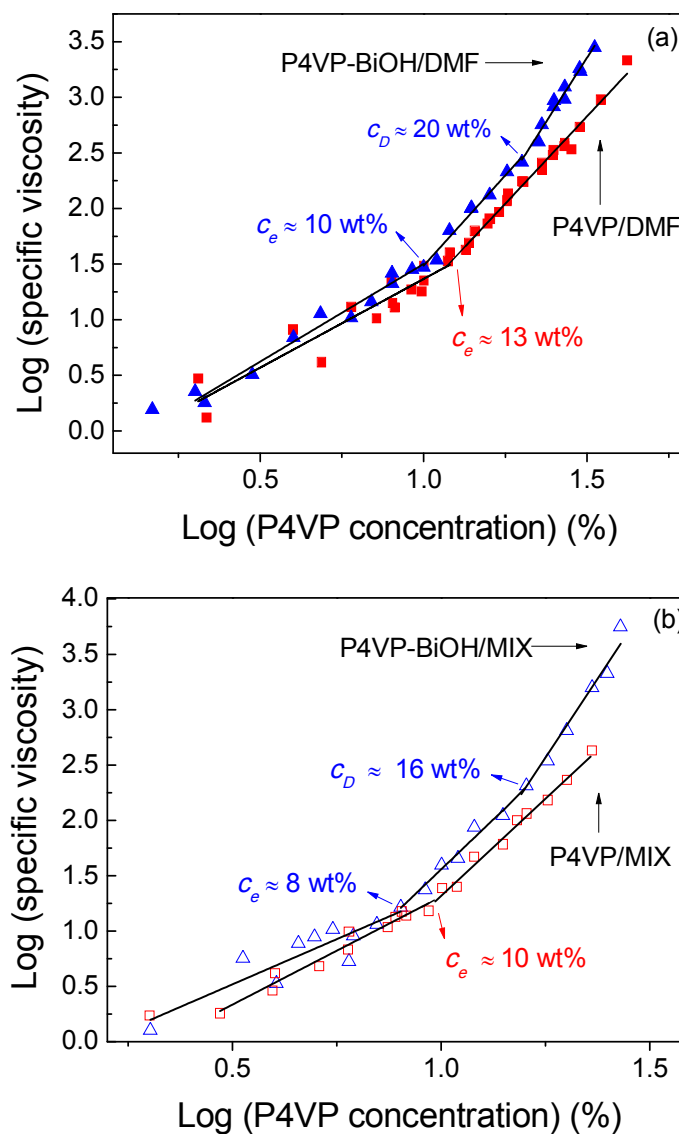 (a)
3.5
3.0
2.5
2.0
1.5
1.0
0.5
0.0
Log (specific viscosity)
P4VP-BiOH/DMF
c_D ≈ 20 wt%
c_e ≈ 10 wt%
P4VP/DMF
c_e ≈ 13 wt%
0.5 1.0 1.5
Log (P4VP concentration) (%)
(b)
4.0
3.5
3.0
2.5
2.0
1.5
1.0
0.5
0.0
Log (specific viscosity)
P4VP-BiOH/MIX
c_D ≈ 16 wt%
P4VP/MIX
c_e ≈ 8 wt%
c_e ≈ 10 wt%
0.5 1.0 1.5
Log (P4VP concentration) (%)